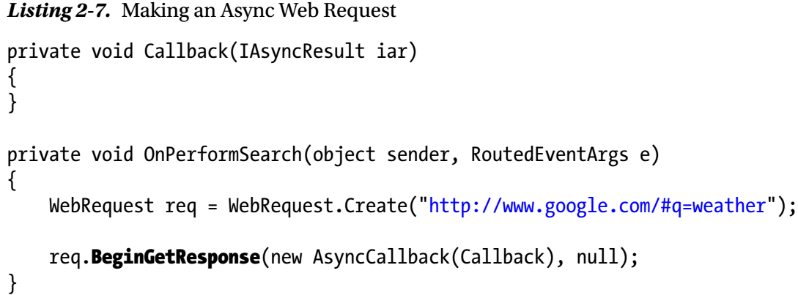 Listing 2-7. Making an Async Web Request
private void Callback(IAsyncResult iar)
{
}
private void OnPerformSearch(object sender, RoutedEventArgs e)
{
    WebRequest req = WebRequest.Create("http://www.google.com/#q=weather");
    req.BeginGetResponse(new AsyncCallback(Callback), null);
}